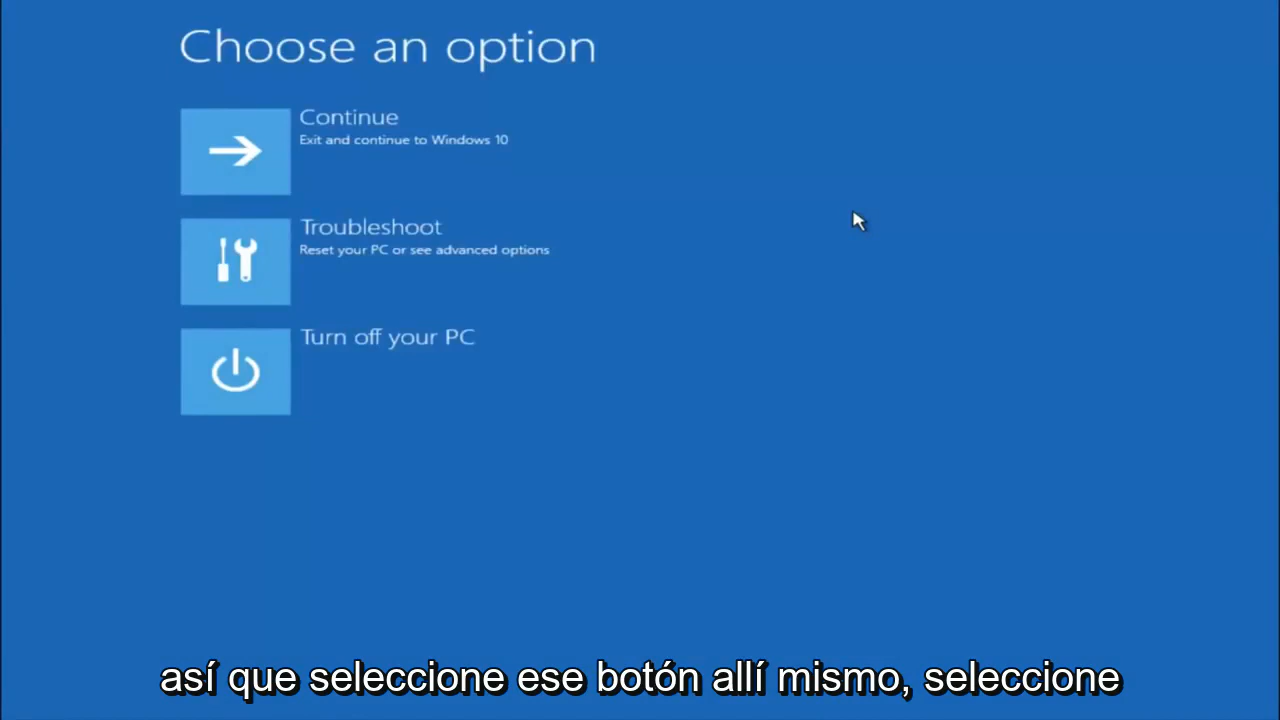 Choose an option
Continue
Exit and continue to Windows 10
Troubleshoot
Reset your PC or see advanced options
Turn off your PC
así que seleccione ese botón allí mismo, seleccione